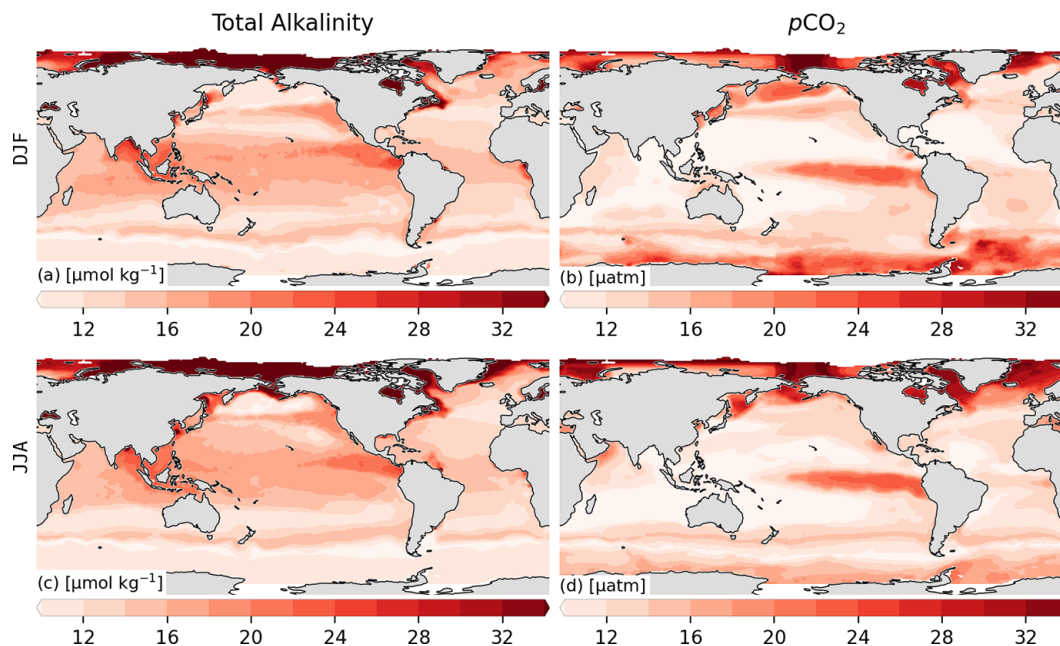 Total Alkalinity
pCO₂
DJF
(a) [µmol kg⁻¹]
(b) [µatm]
12 16 20 24 28 32
12 16 20 24 28 32
JJA
(c) [µmol kg⁻¹]
(d) [µatm]
12 16 20 24 28 32
12 16 20 24 28 32